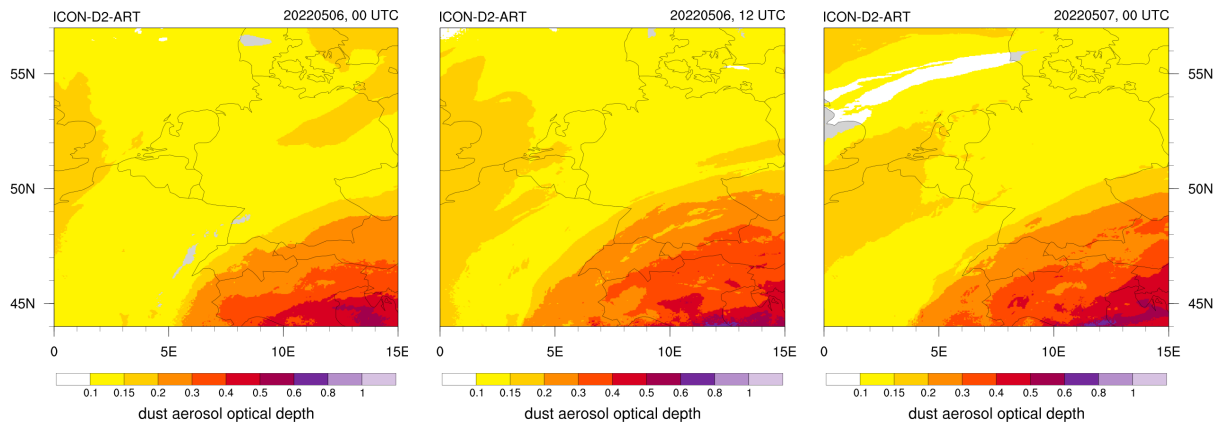 ICON-D2-ART 20220506, 00 UTC
55N
50N
45N
0 5E 10E 15E
0.1 0.15 0.2 0.3 0.4 0.5 0.6 0.8 1
dust aerosol optical depth
ICON-D2-ART 20220506, 12 UTC
0 5E 10E 15E
0.1 0.15 0.2 0.3 0.4 0.5 0.6 0.8 1
dust aerosol optical depth
ICON-D2-ART 20220507, 00 UTC
55N
50N
45N
0 5E 10E 15E
0.1 0.15 0.2 0.3 0.4 0.5 0.6 0.8 1
dust aerosol optical depth